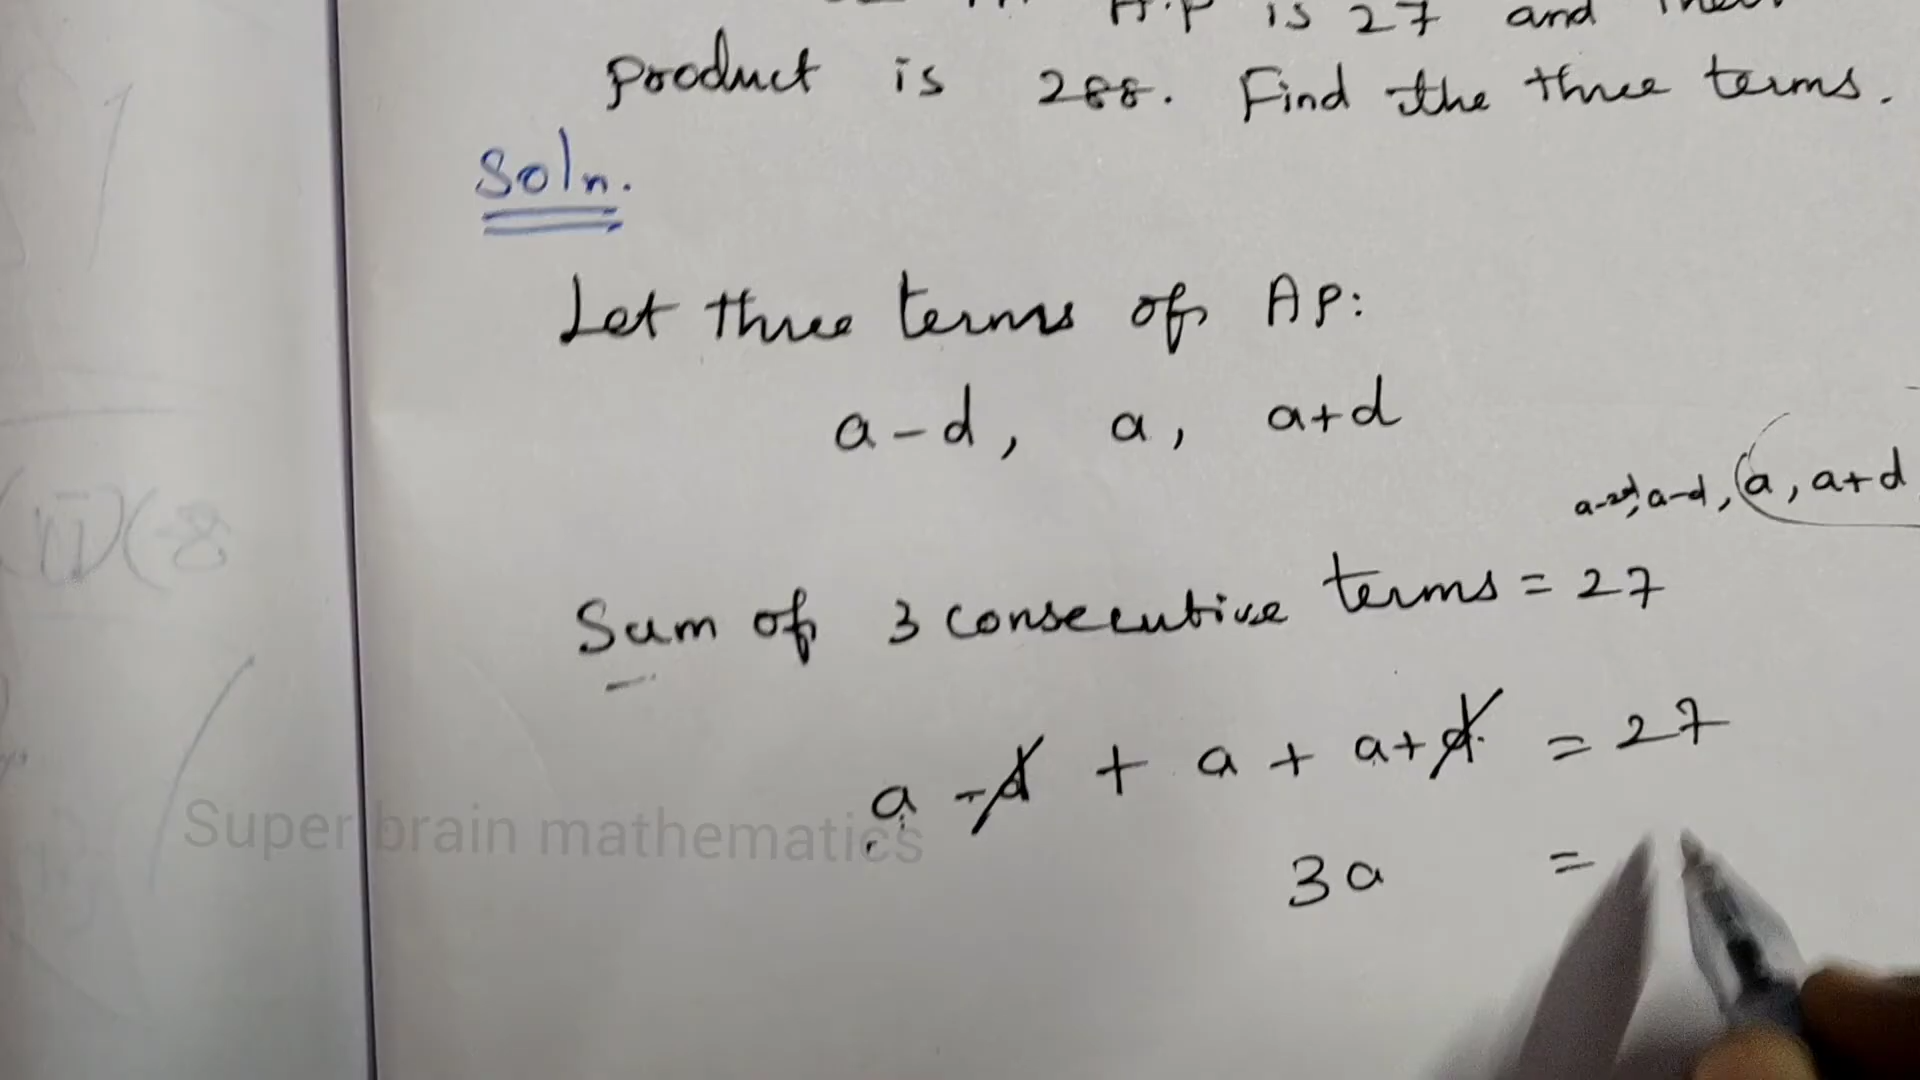 A.P is 27 and
product is 288. Find the three terms.
Soln.
Let three terms of AP:
a-d, a, a+d
a-2d, a-d, (a, a+d
Sum of 3 consecutive terms = 27
a - d + a + a + d = 27
Super brain mathematics
3a =